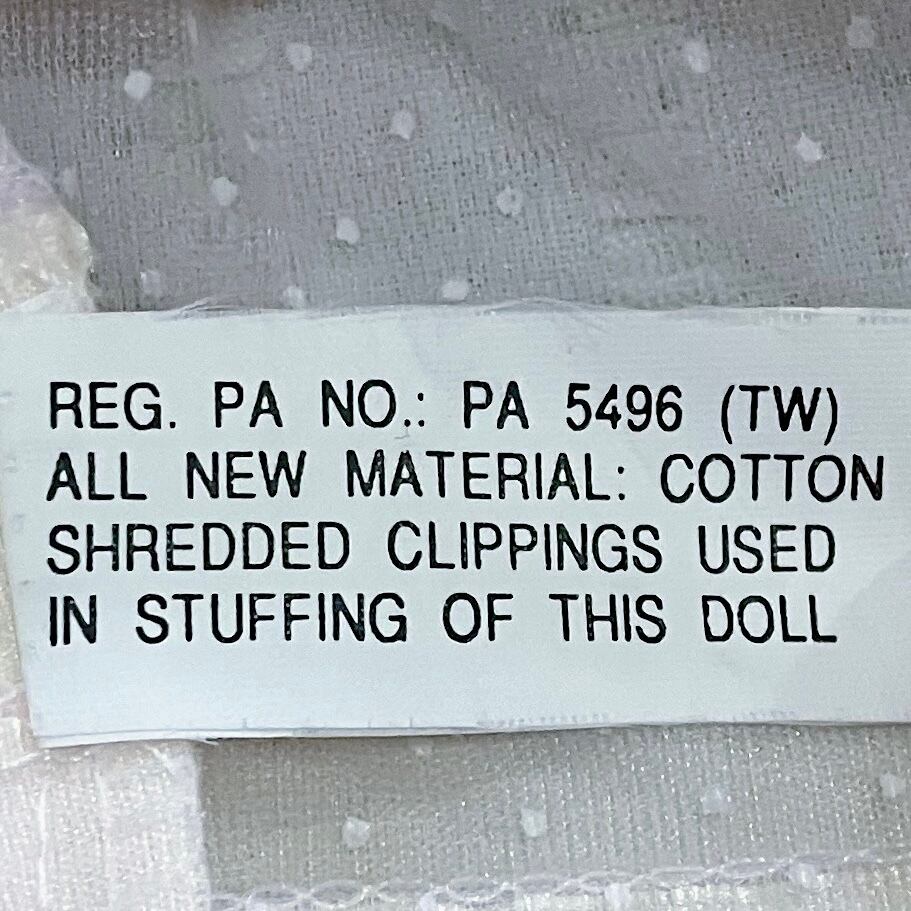 REG. PA NO.: PA 5496 (TW)
ALL NEW MATERIAL: COTTON
SHREDDED CLIPPINGS USED
IN STUFFING OF THIS DOLL